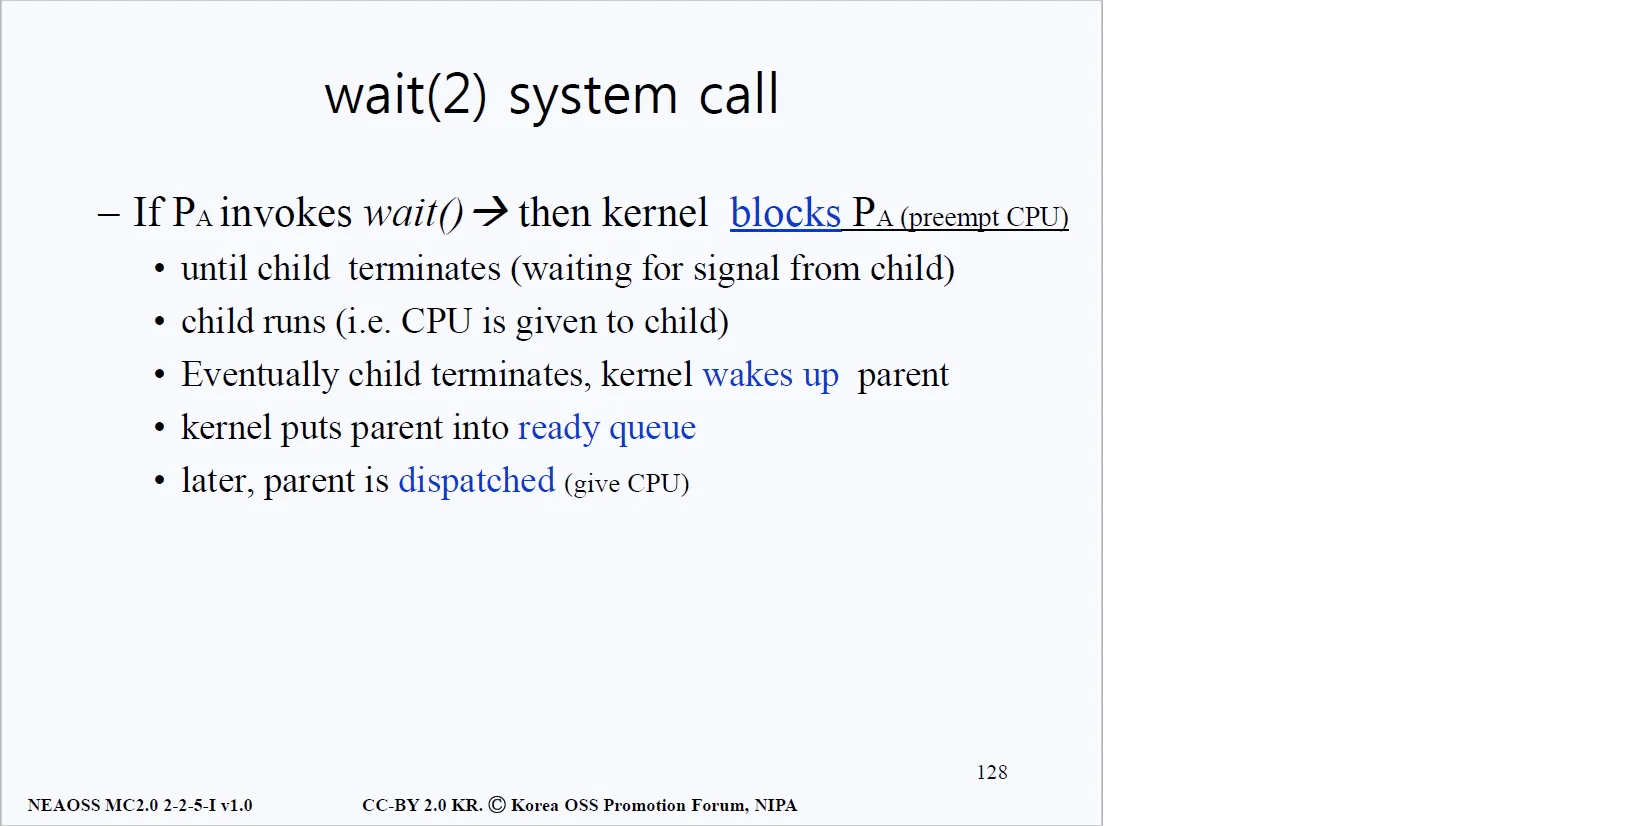 wait(2) system call
– If PA invokes wait() → then kernel blocks PA (preempt CPU)
• until child terminates (waiting for signal from child)
• child runs (i.e. CPU is given to child)
• Eventually child terminates, kernel wakes up parent
• kernel puts parent into ready queue
• later, parent is dispatched (give CPU)
128
NEAOSS MC2.0 2-2-5-I v1.0 CC-BY 2.0 KR. Ⓒ Korea OSS Promotion Forum, NIPA